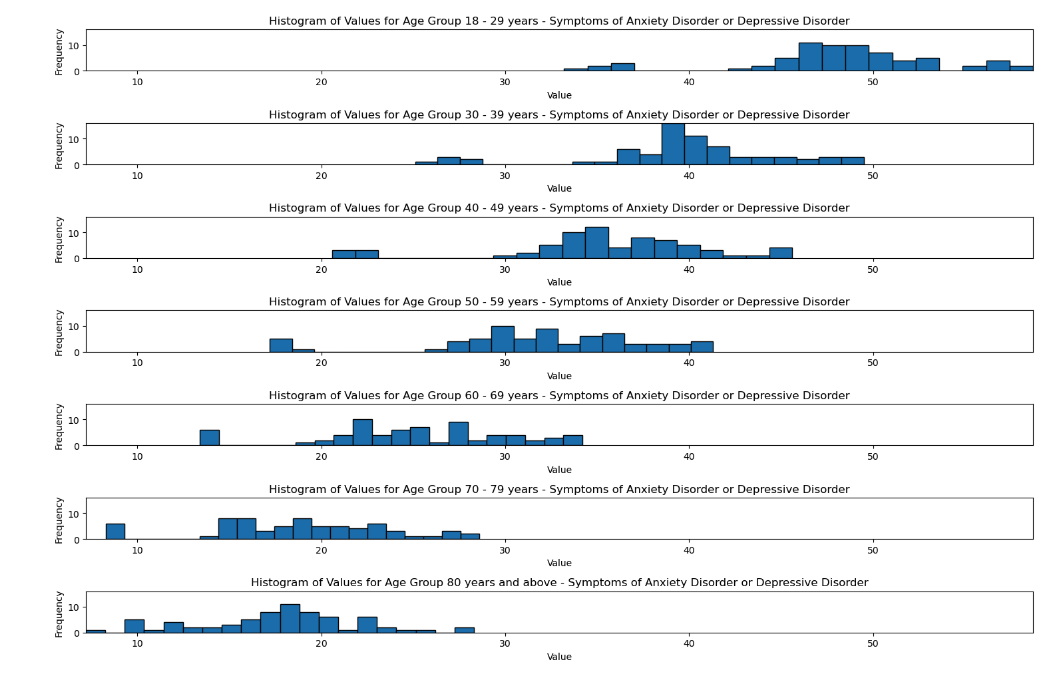 Histogram of Values for Age Group 18 - 29 years - Symptoms of Anxiety Disorder or Depressive Disorder
Frequency
10
0
10 20 30 40 50
Value
Histogram of Values for Age Group 30 - 39 years - Symptoms of Anxiety Disorder or Depressive Disorder
Frequency
10
0
10 20 30 40 50
Value
Histogram of Values for Age Group 40 - 49 years - Symptoms of Anxiety Disorder or Depressive Disorder
Frequency
10
0
10 20 30 40 50
Value
Histogram of Values for Age Group 50 - 59 years - Symptoms of Anxiety Disorder or Depressive Disorder
Frequency
10
0
10 20 30 40 50
Value
Histogram of Values for Age Group 60 - 69 years - Symptoms of Anxiety Disorder or Depressive Disorder
Frequency
10
0
10 20 30 40 50
Value
Histogram of Values for Age Group 70 - 79 years - Symptoms of Anxiety Disorder or Depressive Disorder
Frequency
10
0
10 20 30 40 50
Value
Histogram of Values for Age Group 80 years and above - Symptoms of Anxiety Disorder or Depressive Disorder
Frequency
10
0
10 20 30 40 50
Value